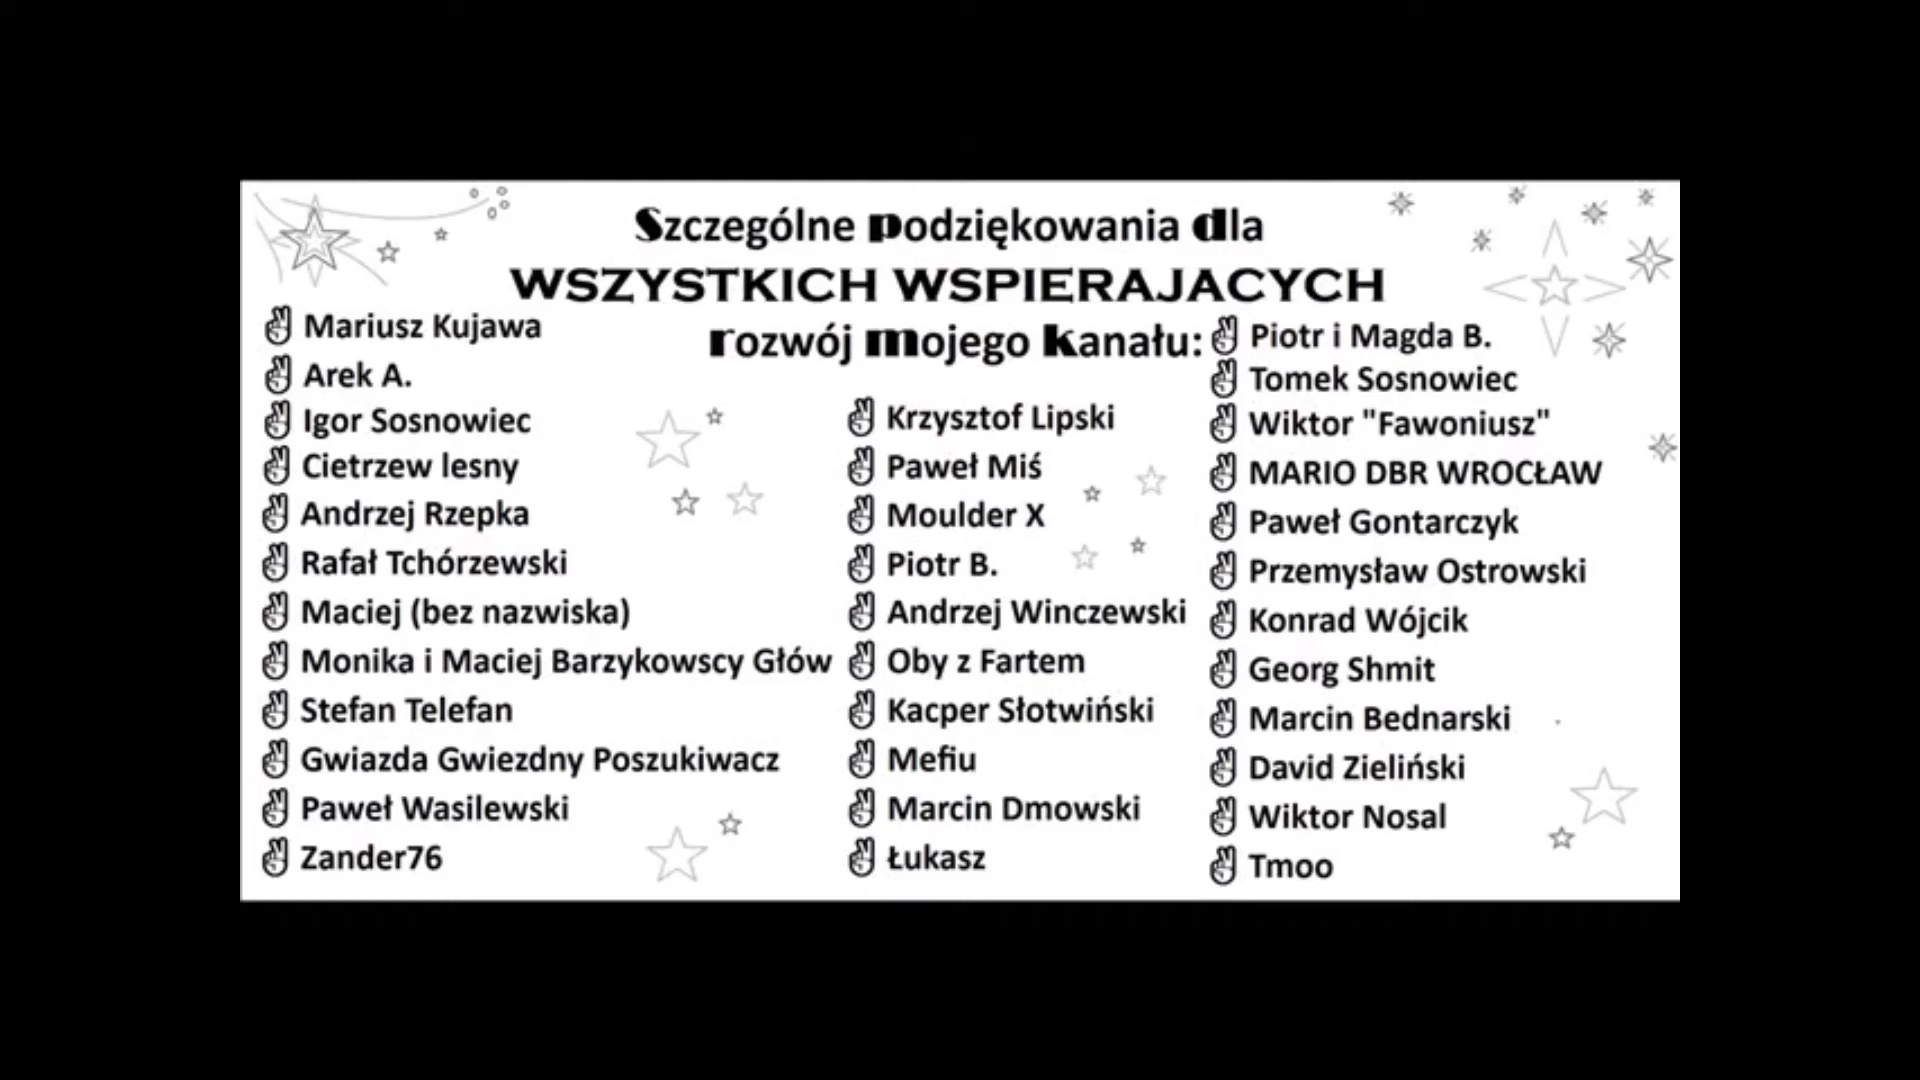 Szczególne podziękowania dla
WSZYSTKICH WSPIERAJACYCH
rozwój mojego kanału:
Mariusz Kujawa
Arek A.
Igor Sosnowiec
Cietrzew lesny
Andrzej Rzepka
Rafał Tchórzewski
Maciej (bez nazwiska)
Monika i Maciej Barzykowscy Głów
Stefan Telefan
Gwiazda Gwiezdny Poszukiwacz
Paweł Wasilewski
Zander76
Krzysztof Lipski
Paweł Miś
Moulder X
Piotr B.
Andrzej Winczewski
Oby z Fartem
Kacper Słotwiński
Mefiu
Marcin Dmowski
Łukasz
Piotr i Magda B.
Tomek Sosnowiec
Wiktor "Fawoniusz"
MARIO DBR WROCŁAW
Paweł Gontarczyk
Przemysław Ostrowski
Konrad Wójcik
Georg Shmit
Marcin Bednarski
David Zieliński
Wiktor Nosal
Tmoo